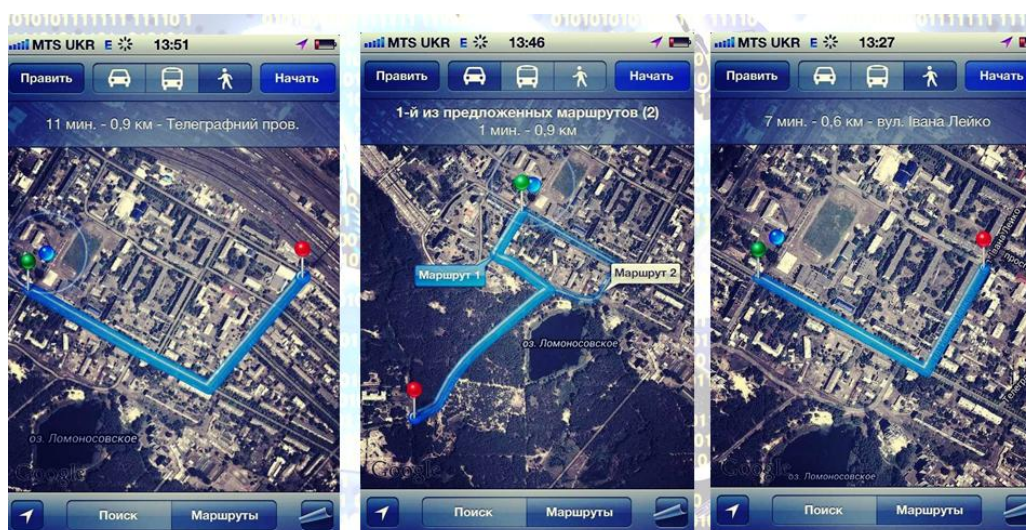 MTS UKR E 13:51
Править
Начать
11 мин. - 0,9 км - Телеграфний пров.
оз. Ломоносовское
Google
Поиск
Маршруты
MTS UKR E 13:46
Править
Начать
1-й из предложенных маршрутов (2)
1 мин. - 0,9 км
Маршрут 1
Маршрут 2
оз. Ломоносовское
Google
Поиск
Маршруты
MTS UKR E 13:27
Править
Начать
7 мин. - 0,6 км - вул. Івана Лейко
Івана Лейко
оз. Ломоносовское
Google
Поиск
Маршруты